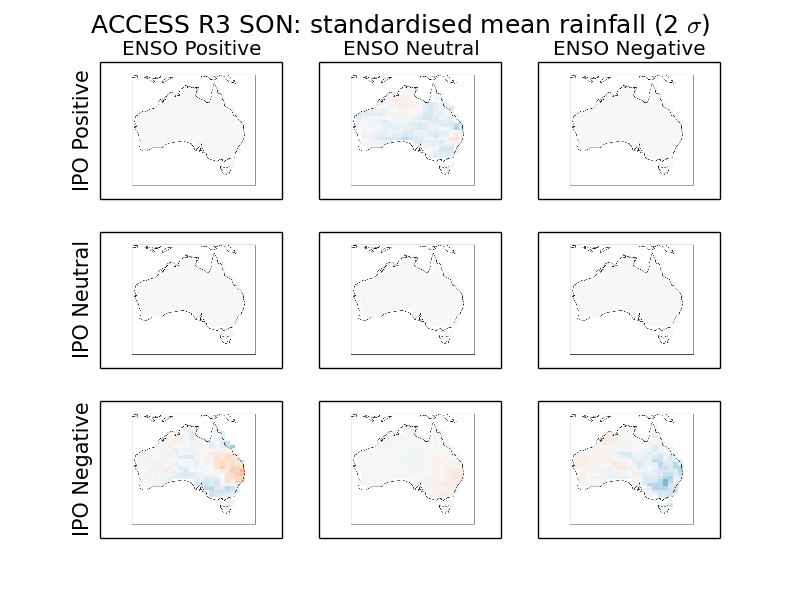 ACCESS R3 SON: standardised mean rainfall (2 σ)
ENSO Positive ENSO Neutral ENSO Negative
IPO Positive
IPO Neutral
IPO Negative